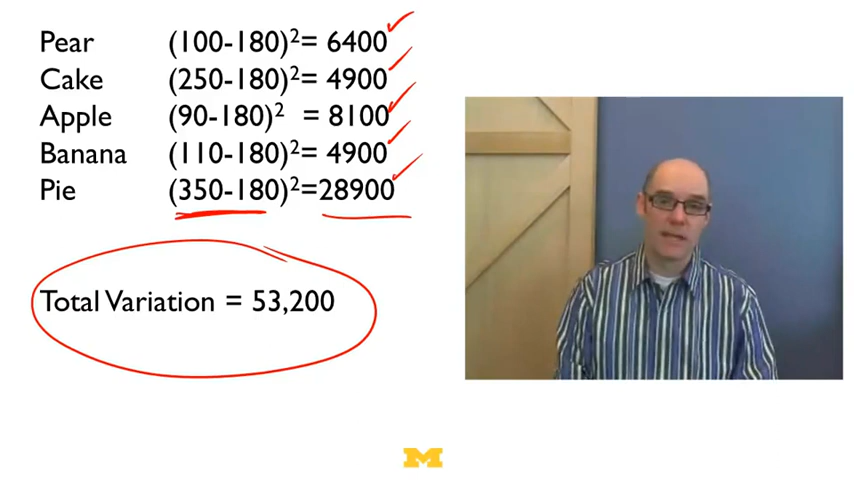 Pear (100-180)²= 6400
Cake (250-180)²= 4900
Apple (90-180)² = 8100
Banana (110-180)²= 4900
Pie (350-180)²=28900
Total Variation = 53,200
M